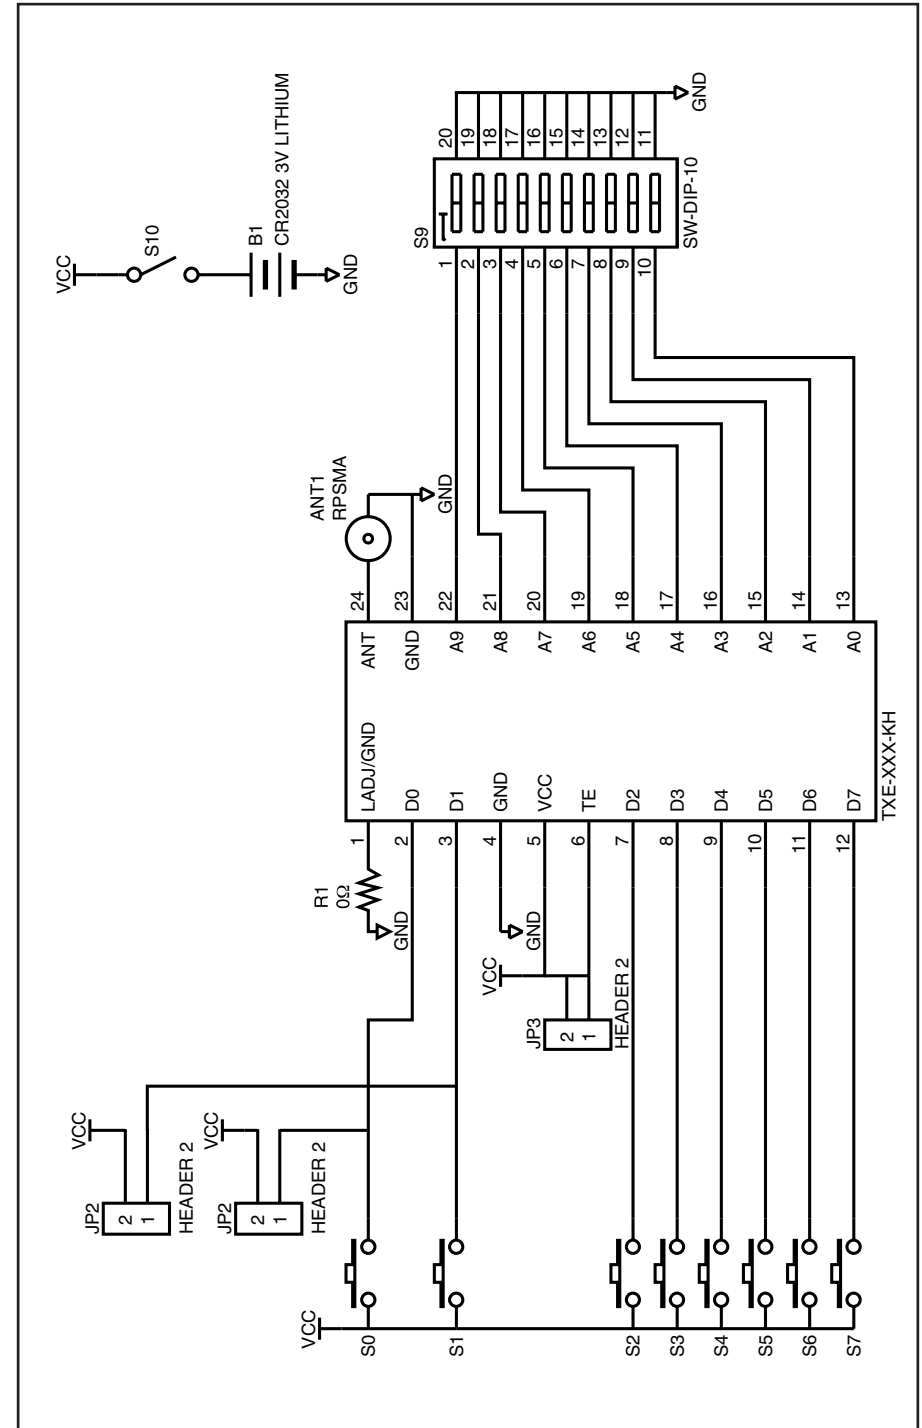 VCC
S10
B1
CR2032 3V LITHIUM
GND
S9
1
2
3
4
5
6
7
8
9
10
20
19
18
17
16
15
14
13
12
11
GND
SW-DIP-10
ANT1
RPSMA
GND
24
23
22
21
20
19
18
17
16
15
14
13
ANT
GND
A9
A8
A7
A6
A5
A4
A3
A2
A1
A0
LADJ/GND
D0
D1
GND
VCC
TE
D2
D3
D4
D5
D6
D7
TXE-XXX-KH
1
2
3
4
5
6
7
8
9
10
11
12
R1
0Ω
GND
GND
VCC
JP3
2
1
HEADER 2
VCC
JP2
2
1
HEADER 2
VCC
JP2
2
1
HEADER 2
VCC
S0
S1
S2
S3
S4
S5
S6
S7